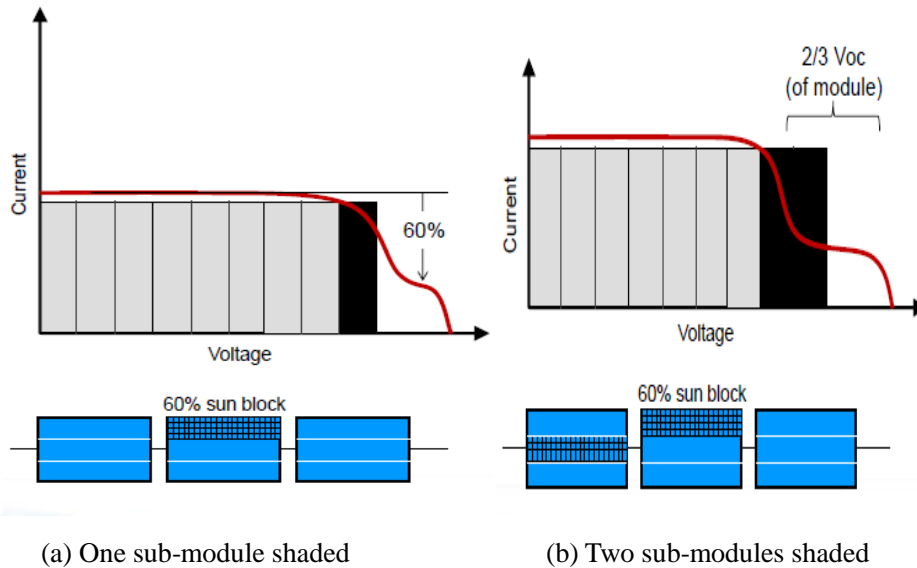 Current
60%
Voltage
60% sun block
(a) One sub-module shaded
2/3 Voc
(of module)
Current
Voltage
60% sun block
(b) Two sub-modules shaded